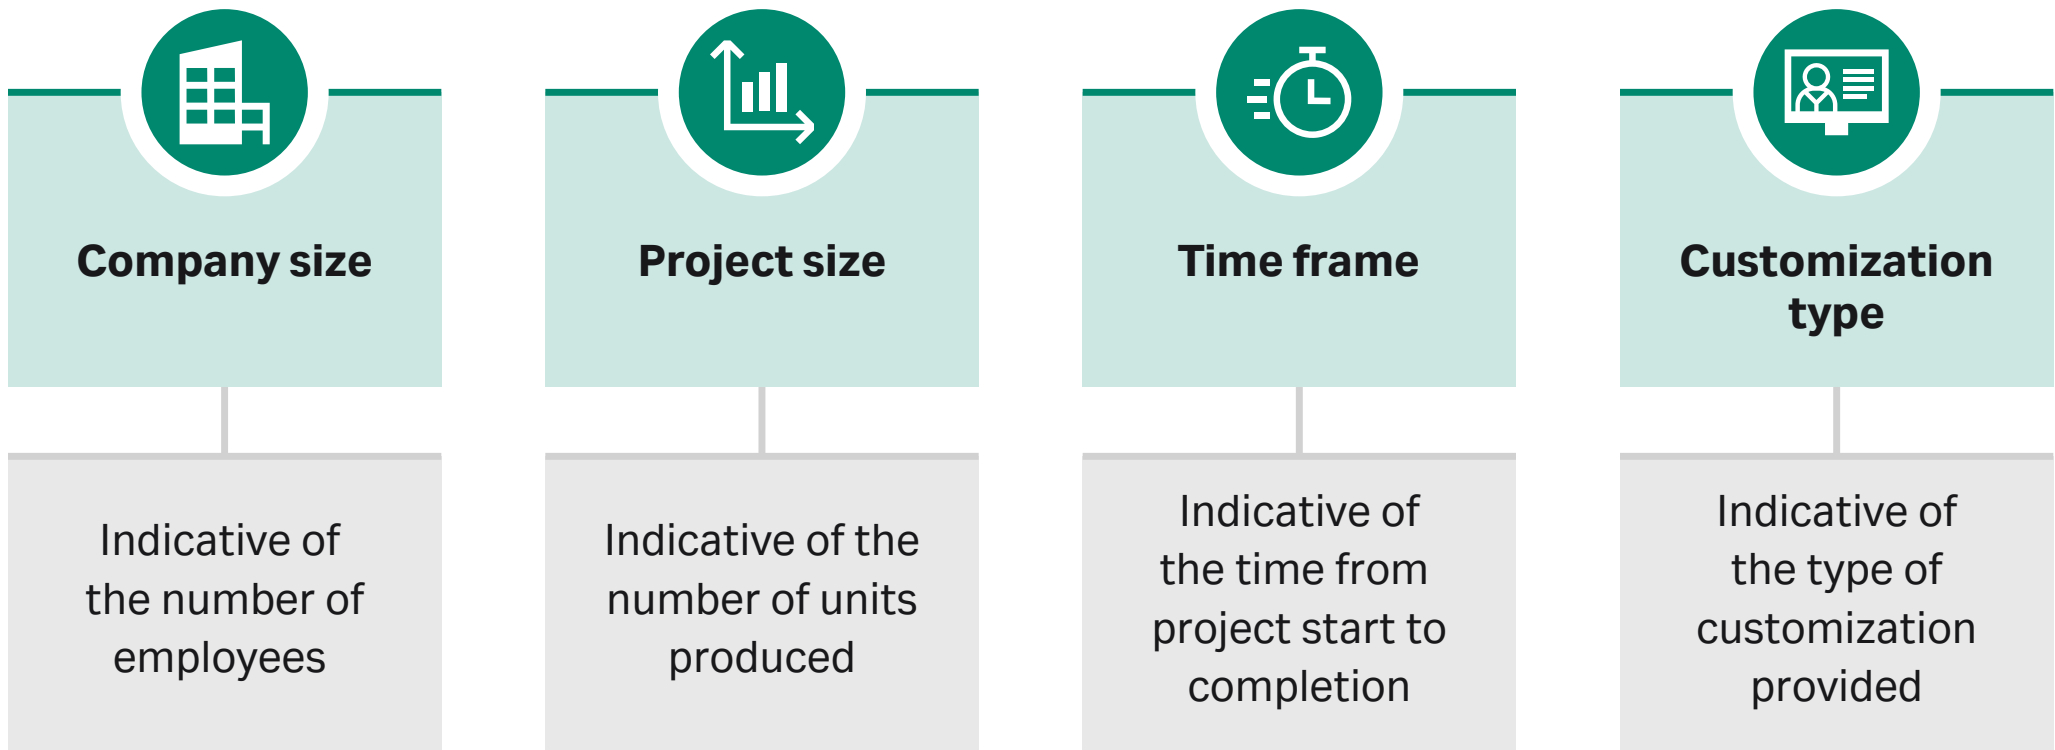 Company size
Indicative of
the number of
employees
Project size
Indicative of the
number of units
produced
Time frame
Indicative of
the time from
project start to
completion
Customization
type
Indicative of
the type of
customization
provided